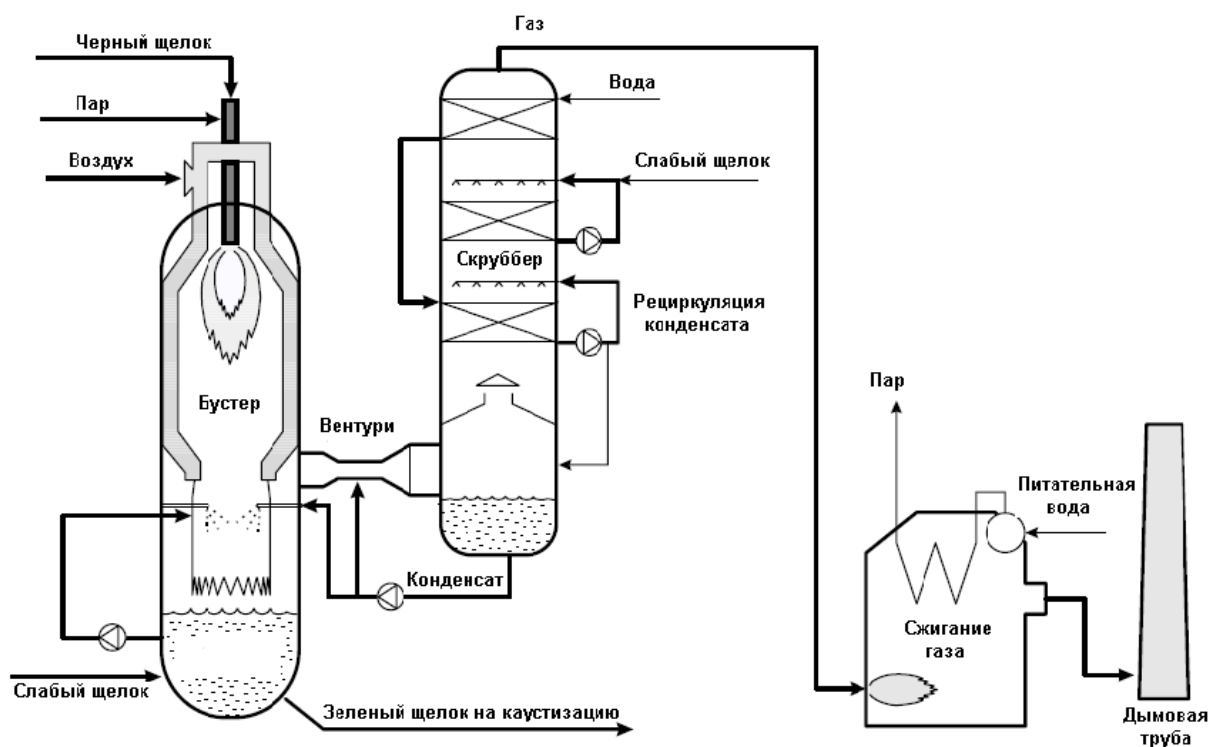 Газ
Черный щелок
Вода
Пар
Воздух
Слабый щелок
Скруббер
Рециркуляция
конденсата
Пар
Бустер
Вентури
Питательная
вода
Конденсат
Сжигание
газа
Слабый щелок
Зеленый щелок на каустизацию
Дымовая
труба